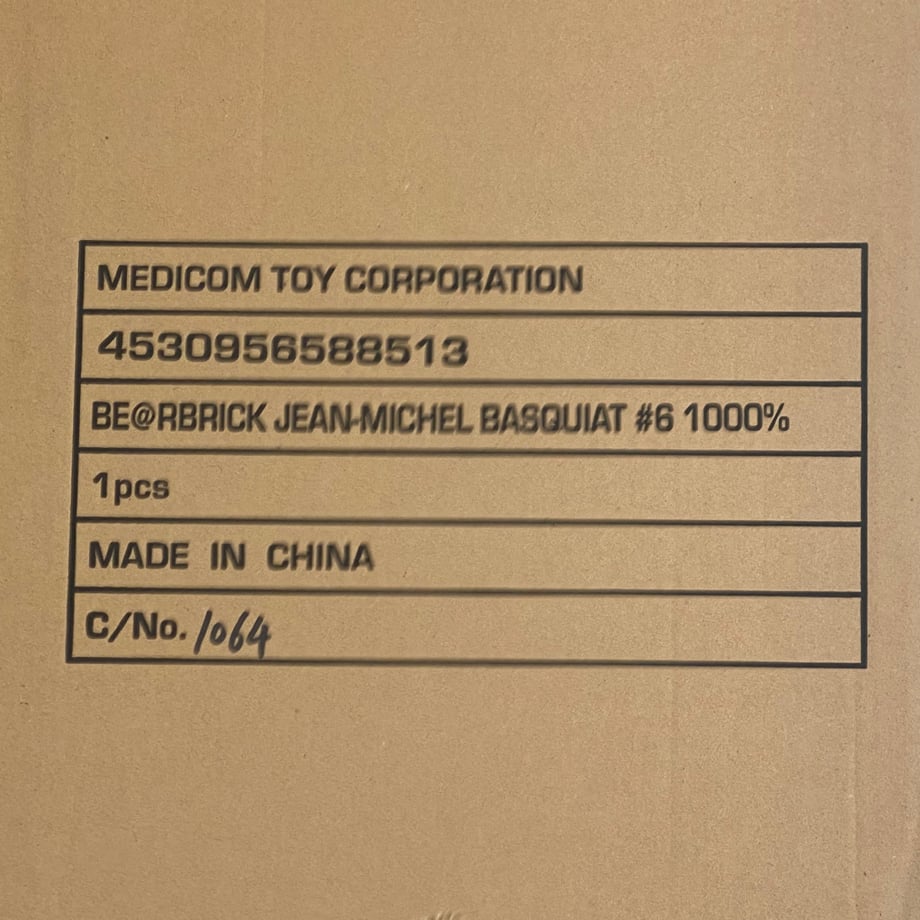 MEDICOM TOY CORPORATION
4530956588513
BE@RBRICK JEAN-MICHEL BASQUIAT #6 1000%
1pcs
MADE IN CHINA
C/No. 1064